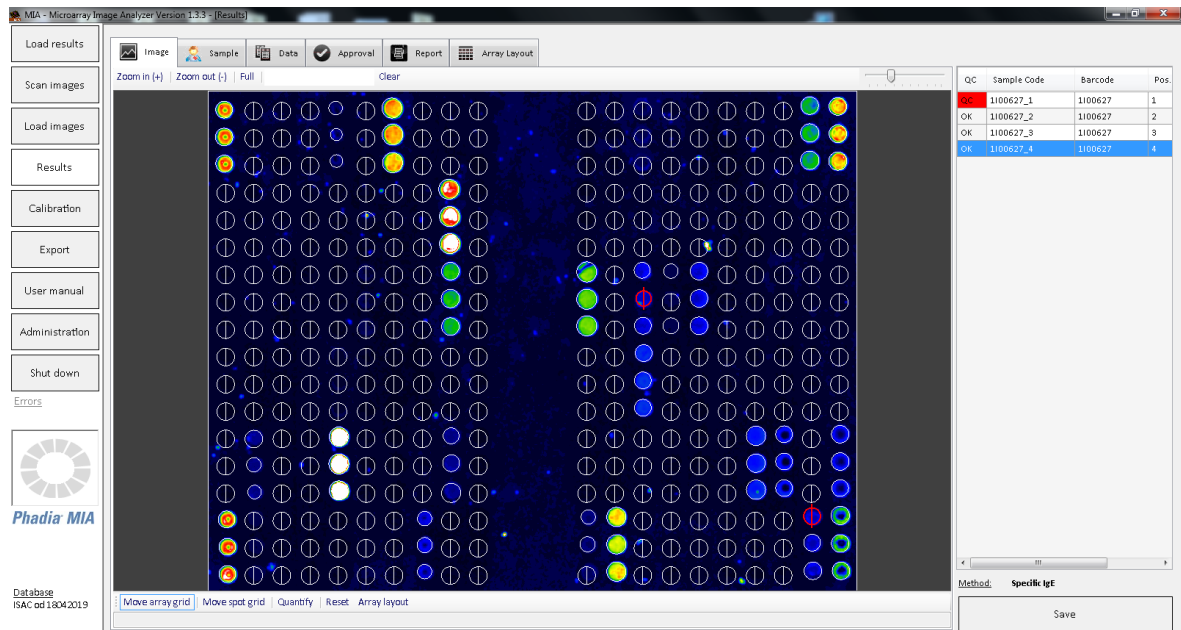 MIA - Microarray Image Analyzer Version 1.3.3 - [Results]
Load results
Scan images
Load images
Results
Calibration
Export
User manual
Administration
Shut down
Errors
Phadia MIA
Database
ISAC ad 18042019
Image Sample Data Approval Report Array Layout
Zoom in (+) Zoom out (-) Full Clear
Move array grid Move spot grid Quantify Reset Array layout
QC Sample Code Barcode Pos.
QC 1I00627_1 1I00627 1
OK 1I00627_2 1I00627 2
OK 1I00627_3 1I00627 3
OK 1I00627_4 1I00627 4
Method: Specific IgE
Save